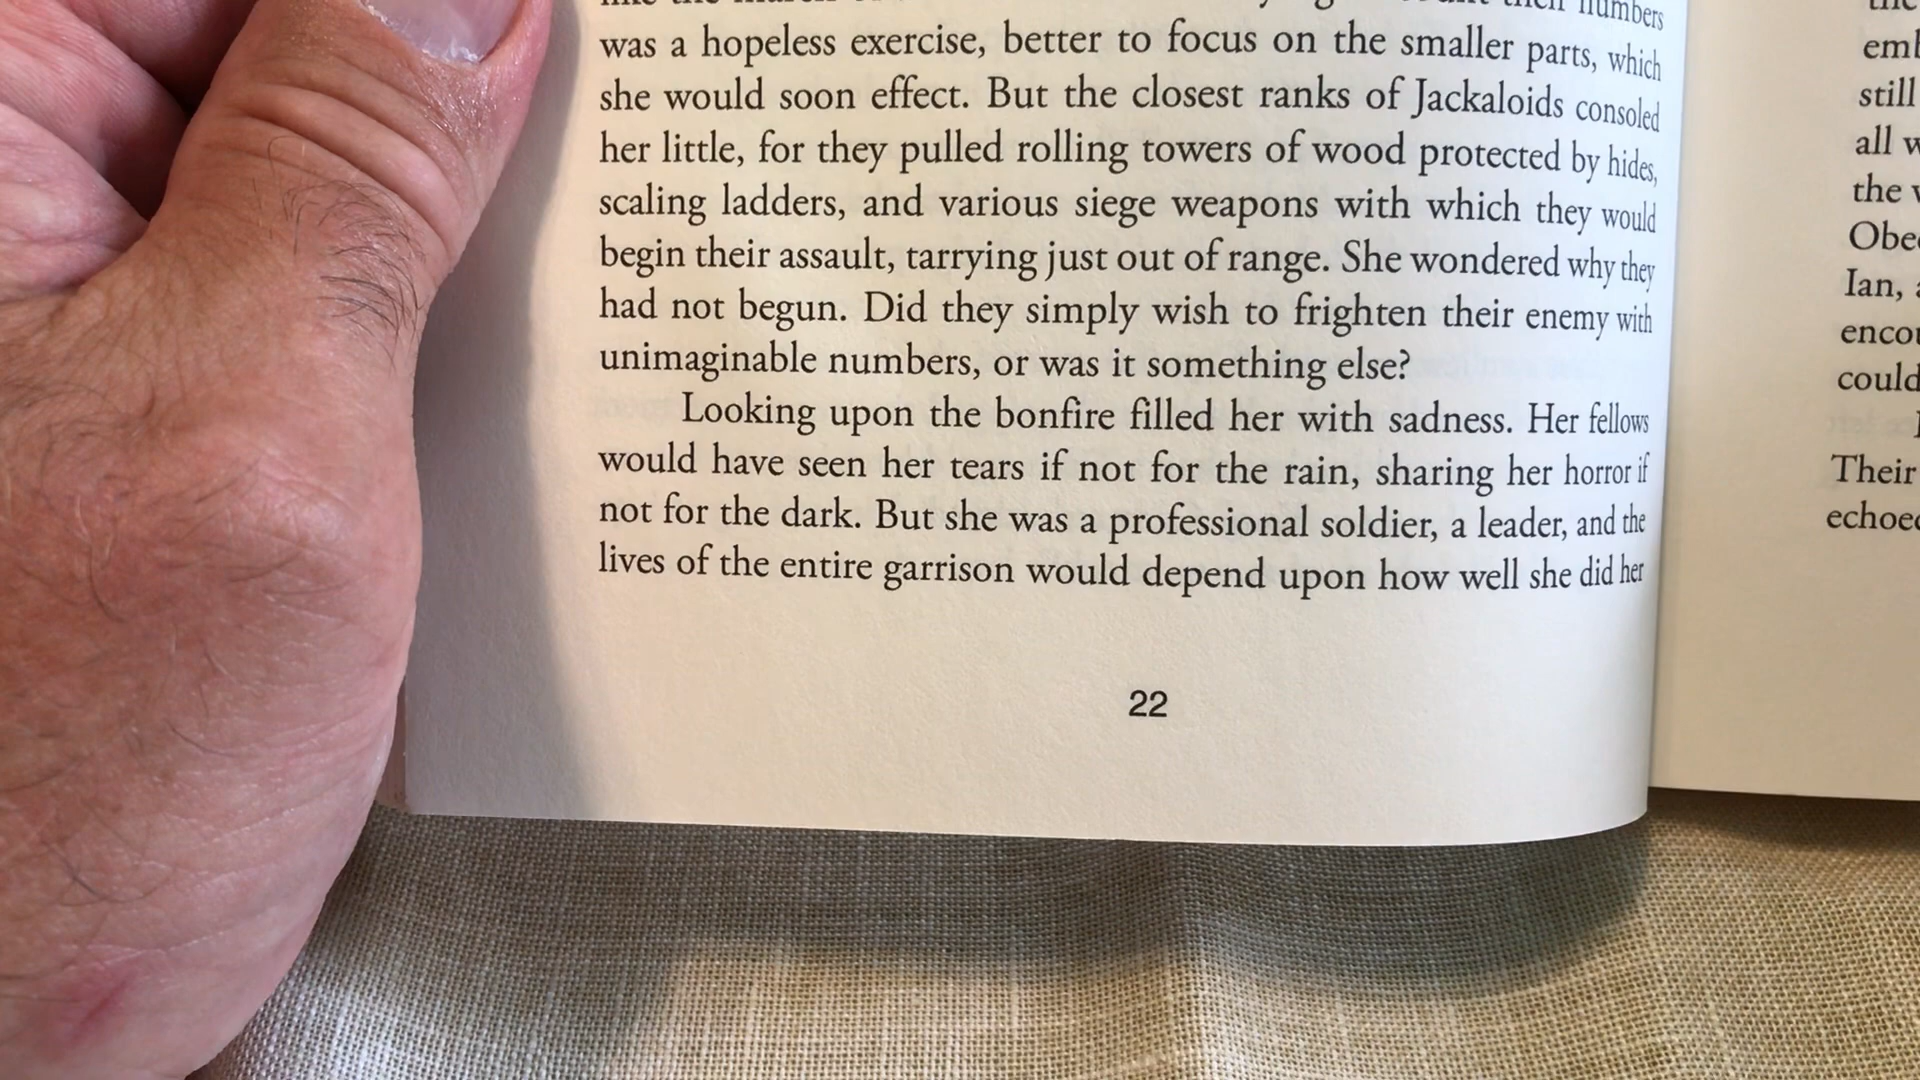 numbers
was a hopeless exercise, better to focus on the smaller parts, which
she would soon effect. But the closest ranks of Jackaloids consoled
her little, for they pulled rolling towers of wood protected by hides,
scaling ladders, and various siege weapons with which they would
begin their assault, tarrying just out of range. She wondered why they
had not begun. Did they simply wish to frighten their enemy with
unimaginable numbers, or was it something else?
Looking upon the bonfire filled her with sadness. Her fellows
would have seen her tears if not for the rain, sharing her horror if
not for the dark. But she was a professional soldier, a leader, and the
lives of the entire garrison would depend upon how well she did her
22
still
all
the
Ian,
could
Their